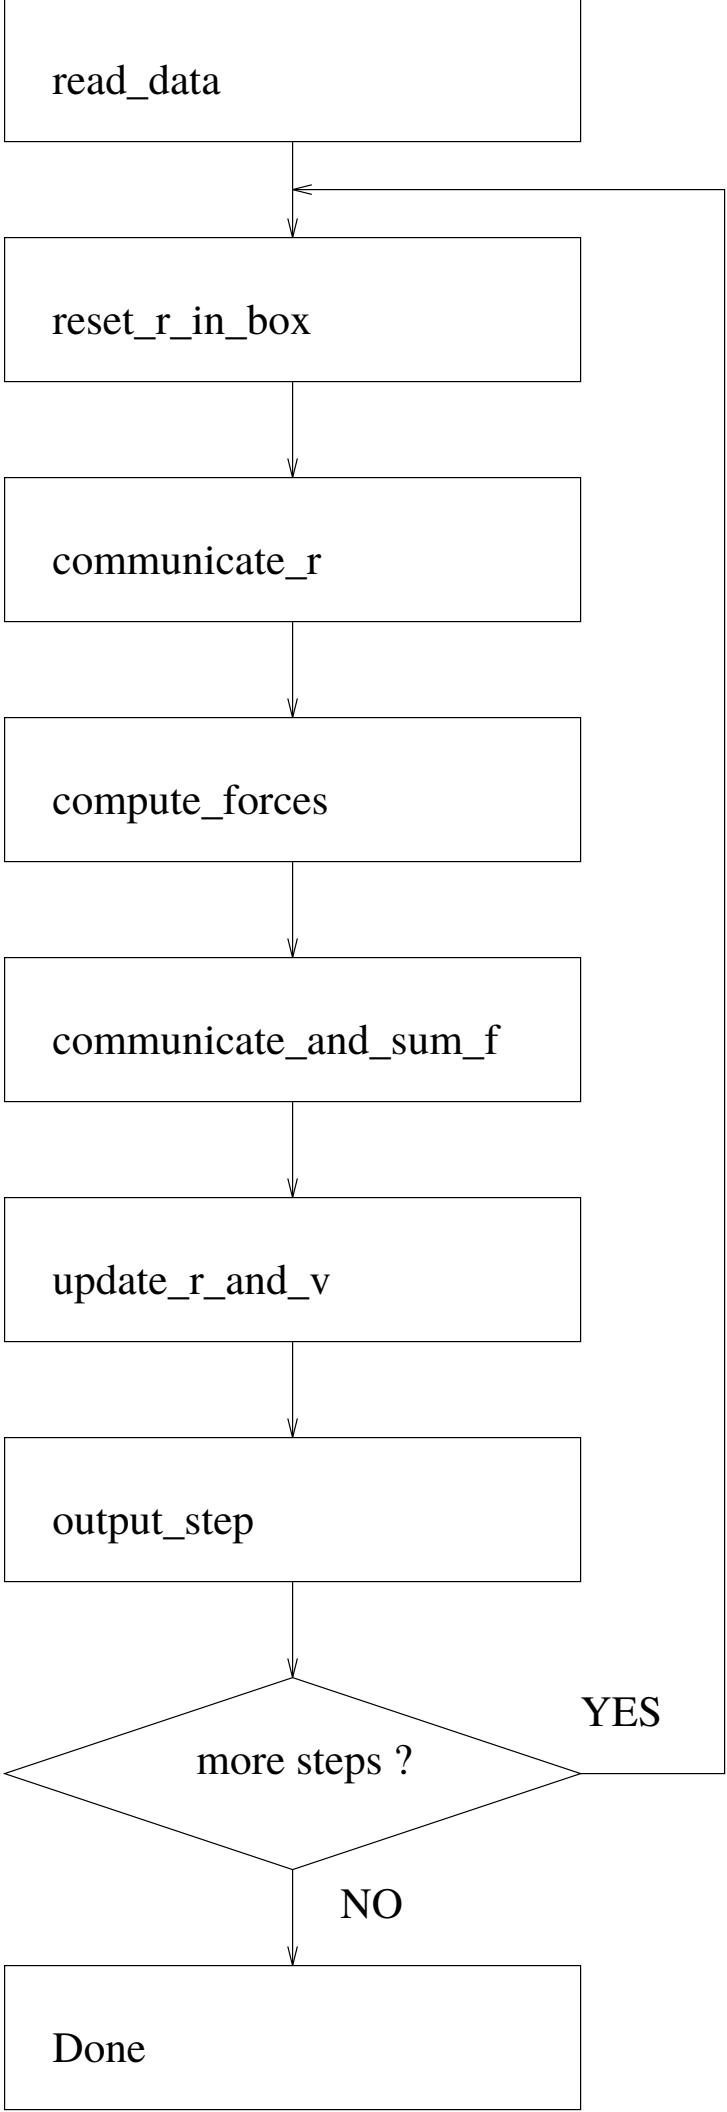 read_data
reset_r_in_box
communicate_r
compute_forces
communicate_and_sum_f
update_r_and_v
output_step
YES
more steps ?
NO
Done